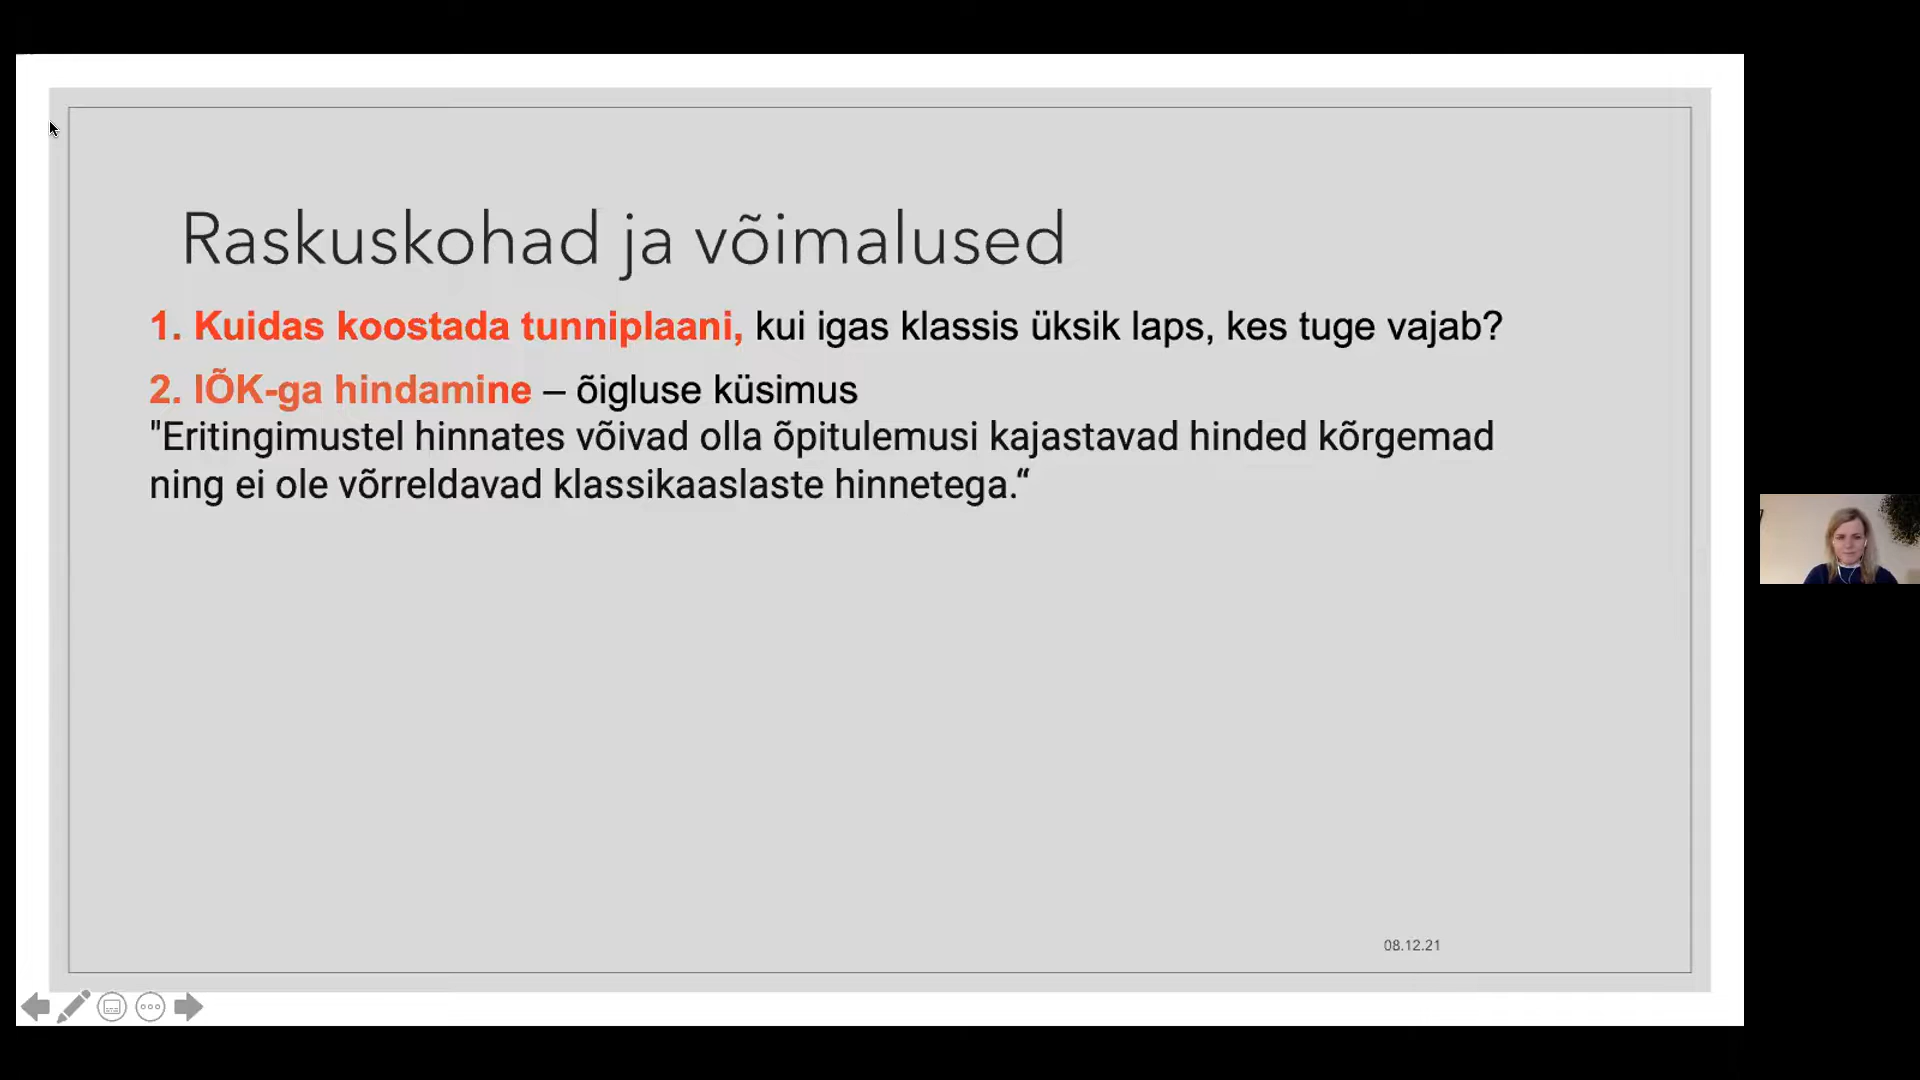 Raskuskohad ja võimalused
1. Kuidas koostada tunniplaani, kui igas klassis üksik laps, kes tuge vajab?
2. IÕK-ga hindamine – õigluse küsimus
"Eritingimustel hinnates võivad olla õpitulemusi kajastavad hinded kõrgemad
ning ei ole võrreldavad klassikaaslaste hinnetega.“
08.12.21